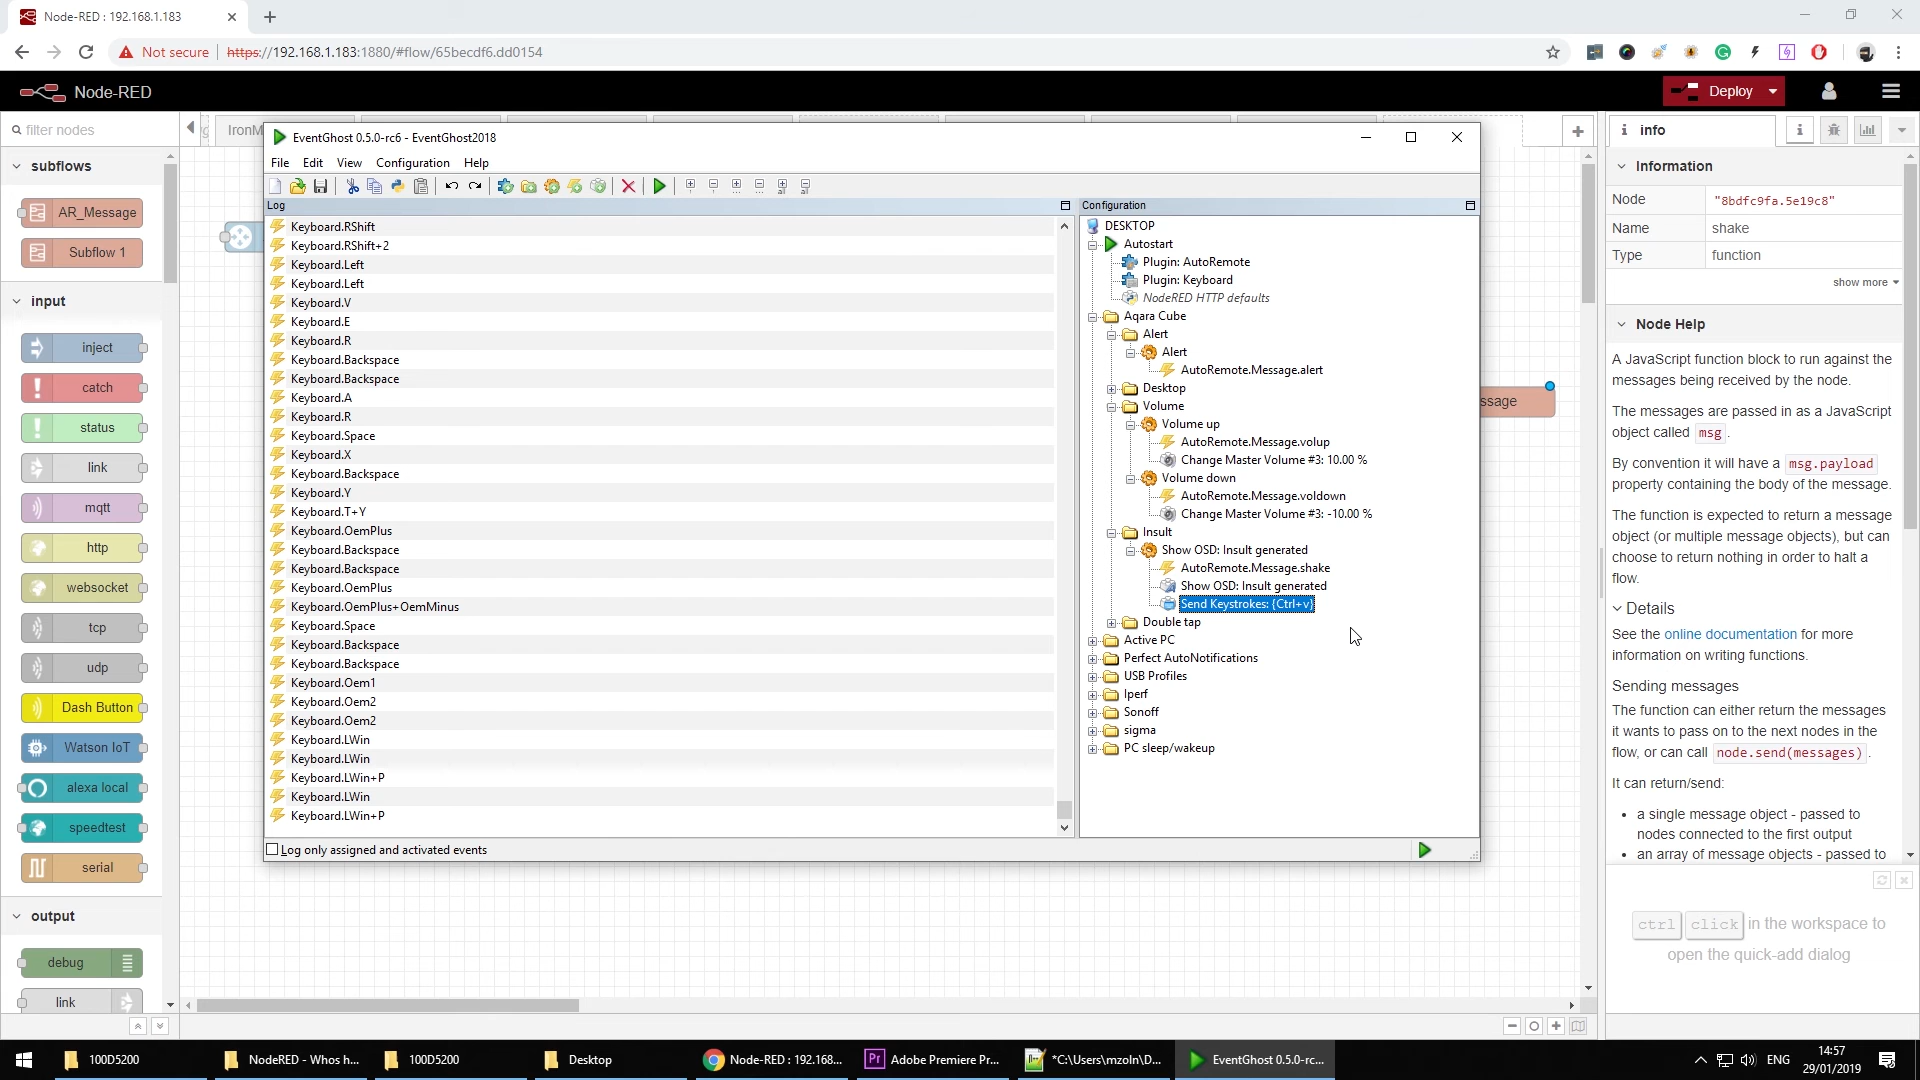 Node-RED : 192.168.1.183
Not secure
https://192.168.1.183:1880/#flow/65becdf6.dd0154
Node-RED
Deploy
filter nodes
subflows
AR_Message
Subflow 1
input
inject
catch
status
link
mqtt
http
websocket
tcp
udp
Dash Button
Watson IoT
alexa local
speedtest
serial
output
debug
link
EventGhost 0.5.0-rc6 - EventGhost2018
File Edit View Configuration Help
Log
Keyboard.RShift
Keyboard.RShift+2
Keyboard.Left
Keyboard.Left
Keyboard.V
Keyboard.E
Keyboard.R
Keyboard.Backspace
Keyboard.Backspace
Keyboard.A
Keyboard.R
Keyboard.Space
Keyboard.X
Keyboard.Backspace
Keyboard.Y
Keyboard.T+Y
Keyboard.OemPlus
Keyboard.Backspace
Keyboard.Backspace
Keyboard.OemPlus
Keyboard.OemPlus+OemMinus
Keyboard.Space
Keyboard.Backspace
Keyboard.Backspace
Keyboard.Oem1
Keyboard.Oem2
Keyboard.Oem2
Keyboard.LWin
Keyboard.LWin
Keyboard.LWin+P
Keyboard.LWin
Keyboard.LWin+P
Log only assigned and activated events
Configuration
DESKTOP
Autostart
Plugin: AutoRemote
Plugin: Keyboard
NodeRED HTTP defaults
Aqara Cube
Alert
Alert
AutoRemote.Message.alert
Desktop
Volume
Volume up
AutoRemote.Message.volup
Change Master Volume #3: 10.00 %
Volume down
AutoRemote.Message.voldown
Change Master Volume #3: -10.00 %
Insult
Show OSD: Insult generated
AutoRemote.Message.shake
Show OSD: Insult generated
Send Keystrokes: {Ctrl+v}
Double tap
Active PC
Perfect AutoNotifications
USB Profiles
Iperf
Sonoff
sigma
PC sleep/wakeup
ssage
info
Information
Node "8bdfc9fa.5e19c8"
Name shake
Type function
show more
Node Help
A JavaScript function block to run against the
messages being received by the node.
The messages are passed in as a JavaScript
object called msg .
By convention it will have a msg.payload
property containing the body of the message.
The function is expected to return a message
object (or multiple message objects), but can
choose to return nothing in order to halt a
flow.
Details
See the online documentation for more
information on writing functions.
Sending messages
The function can either return the messages
it wants to pass on to the next nodes in the
flow, or can call node.send(messages) .
It can return/send:
• a single message object - passed to
nodes connected to the first output
• an array of message objects - passed to
ctrl click in the workspace to
open the quick-add dialog
100D5200
NodeRED - Whos h...
100D5200
Desktop
Node-RED : 192.168...
Adobe Premiere Pr...
*C:\Users\mzoln\D...
EventGhost 0.5.0-rc...
ENG
14:57
29/01/2019